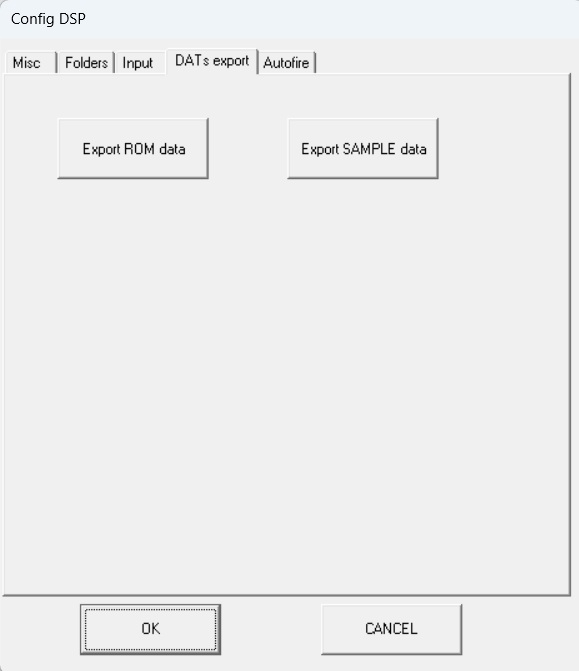 Config DSP
Misc Folders Input DATs export Autofire
Export ROM data Export SAMPLE data
OK CANCEL